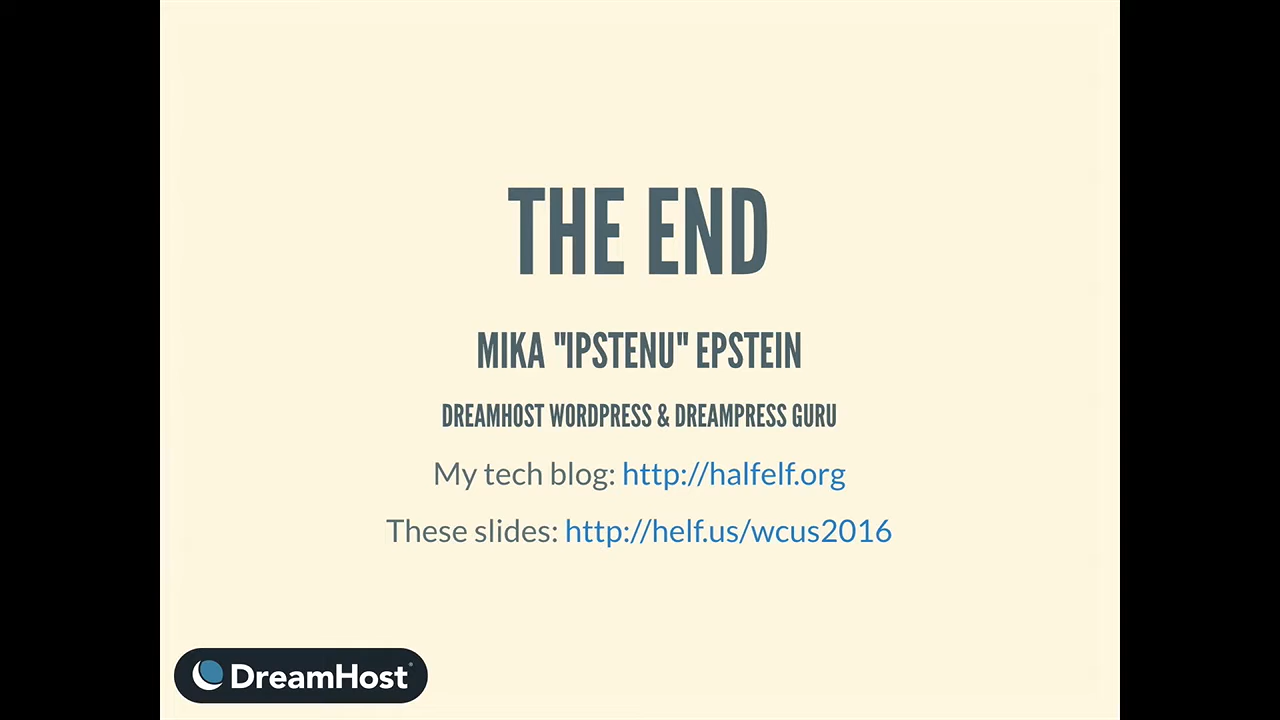 THE END
MIKA "IPSTENU" EPSTEIN
DREAMHOST WORDPRESS & DREAMPRESS GURU
My tech blog: http://halfelf.org
These slides: http://helf.us/wcus2016
DreamHost